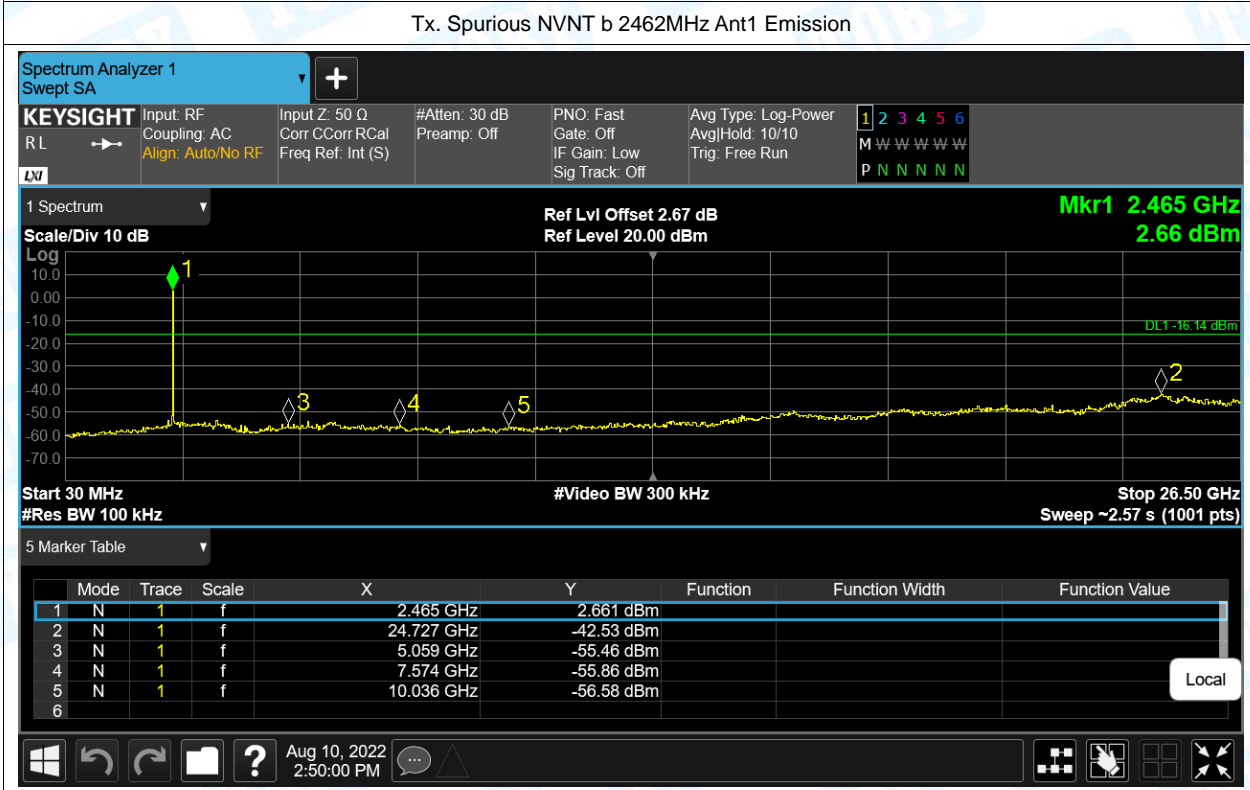 Tx. Spurious NVNT b 2462MHz Ant1 Emission
Spectrum Analyzer 1
Swept SA
+
KEYSIGHT
R L
LXI
Input: RF
Coupling: AC
Align: Auto/No RF
Input Z: 50 Ω
Corr CCorr RCal
Freq Ref: Int (S)
#Atten: 30 dB
Preamp: Off
PNO: Fast
Gate: Off
IF Gain: Low
Sig Track: Off
Avg Type: Log-Power
Avg|Hold: 10/10
Trig: Free Run
1 2 3 4 5 6
M W W W W W
P N N N N N
1 Spectrum
Scale/Div 10 dB
Ref Lvl Offset 2.67 dB
Ref Level 20.00 dBm
Mkr1 2.465 GHz
2.66 dBm
Log
10.0
0.00
-10.0
-20.0
-30.0
-40.0
-50.0
-60.0
-70.0
1
DL1 -16.14 dBm
2
3
4
5
Start 30 MHz
#Video BW 300 kHz
Stop 26.50 GHz
#Res BW 100 kHz
Sweep ~2.57 s (1001 pts)
5 Marker Table
Mode Trace Scale X Y Function Function Width Function Value
1 N 1 f 2.465 GHz 2.661 dBm
2 N 1 f 24.727 GHz -42.53 dBm
3 N 1 f 5.059 GHz -55.46 dBm
4 N 1 f 7.574 GHz -55.86 dBm
5 N 1 f 10.036 GHz -56.58 dBm
6
Local
?
Aug 10, 2022
2:50:00 PM